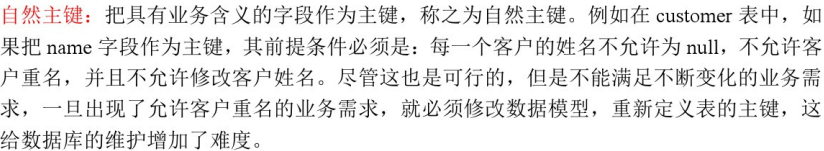 自然主键：把具有业务含义的字段作为主键，称之为自然主键。例如在 customer 表中，如
果把 name 字段作为主键，其前提条件必须是：每一个客户的姓名不允许为 null，不允许客
户重名，并且不允许修改客户姓名。尽管这也是可行的，但是不能满足不断变化的业务需
求，一旦出现了允许客户重名的业务需求，就必须修改数据模型，重新定义表的主键，这
给数据库的维护增加了难度。